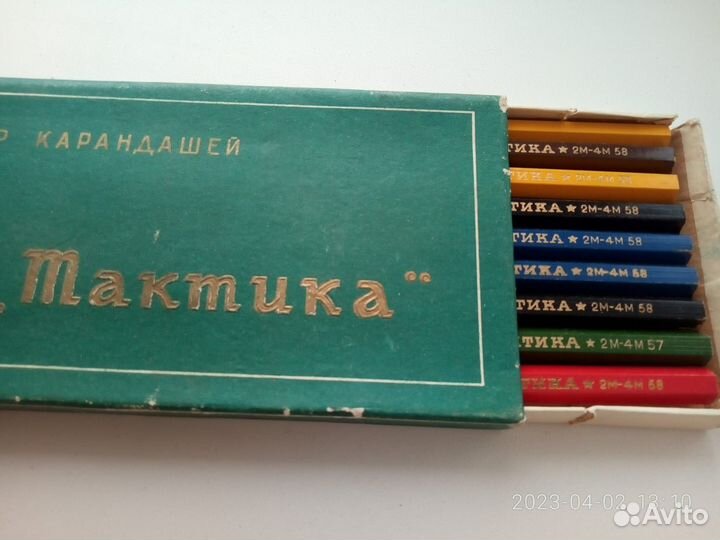 Р КАРАНДАШЕЙ
„Тактика“
ТИКА ★ 2М-4М 58
ТИКА ★ 2М-4М 58
ТИКА ★ 2М-4М 58
ТИКА ★ 2М-4М 58
ТИКА ★ 2М-4М 58
ТИКА ★ 2М-4М 58
КТИКА ★ 2М-4М 57
ТИКА ★ 2М-4М 58
2023-04-02 13:10
Avito